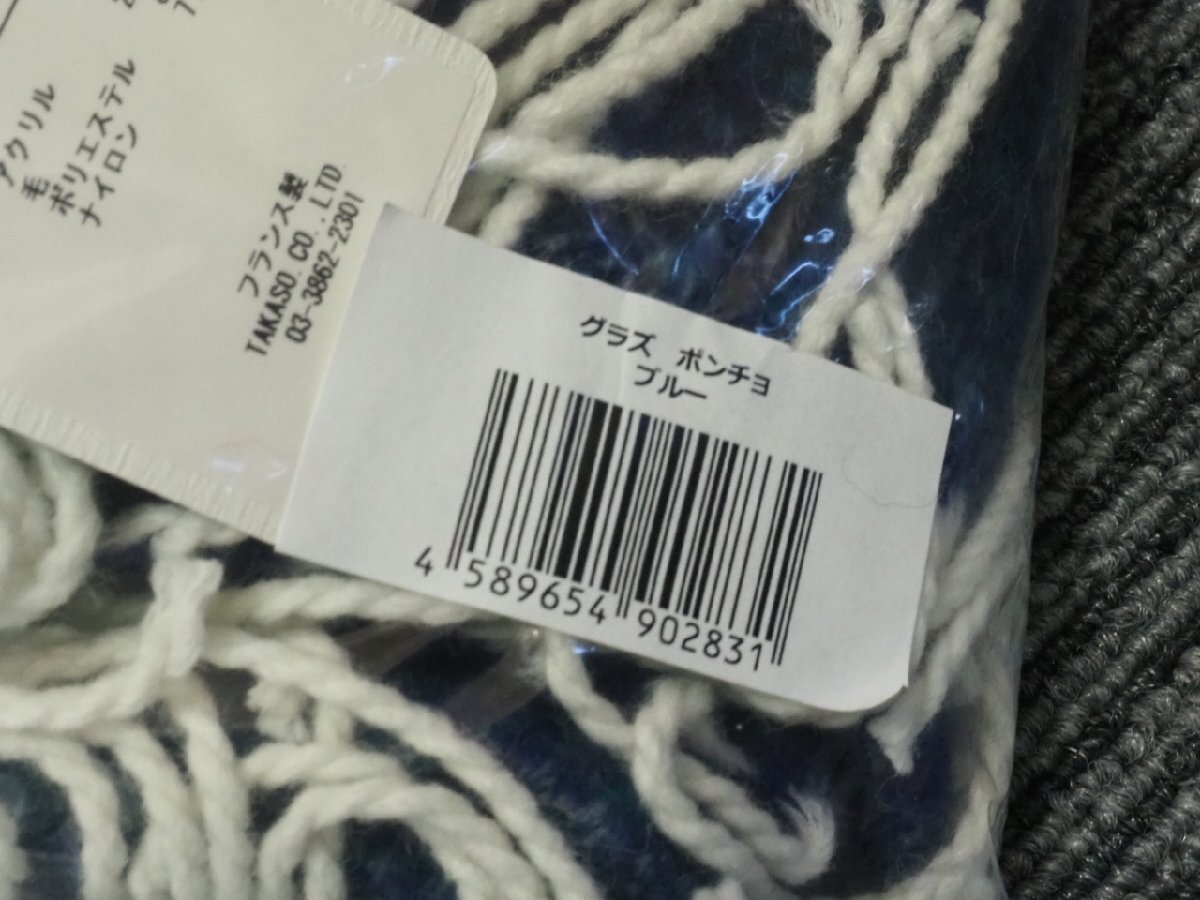 アクリル
毛
ポリエステル
ナイロン
フランス製
TAKASO.CO.,LTD.
03-3862-2301
グラズ ポンチョ
ブルー
4 589654 902831